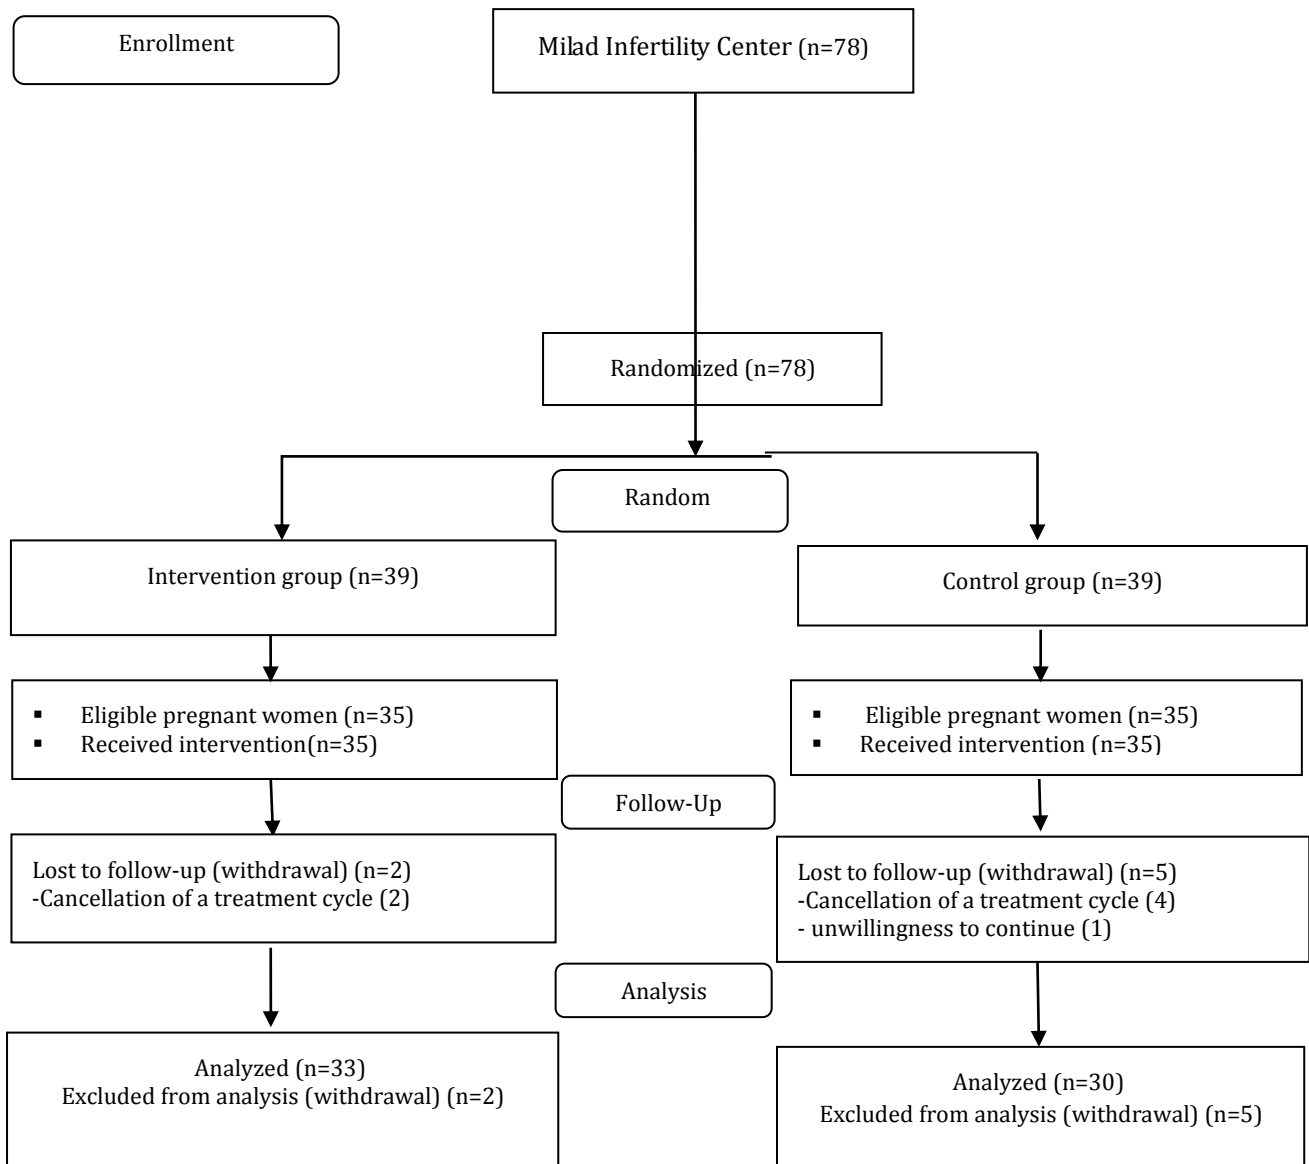 Enrollment
Milad Infertility Center (n=78)
Randomized (n=78)
Random
Intervention group (n=39)
Control group (n=39)
▪ Eligible pregnant women (n=35)
▪ Received intervention(n=35)
▪ Eligible pregnant women (n=35)
▪ Received intervention (n=35)
Follow-Up
Lost to follow-up (withdrawal) (n=2)
-Cancellation of a treatment cycle (2)
Lost to follow-up (withdrawal) (n=5)
-Cancellation of a treatment cycle (4)
- unwillingness to continue (1)
Analysis
Analyzed (n=33)
Excluded from analysis (withdrawal) (n=2)
Analyzed (n=30)
Excluded from analysis (withdrawal) (n=5)